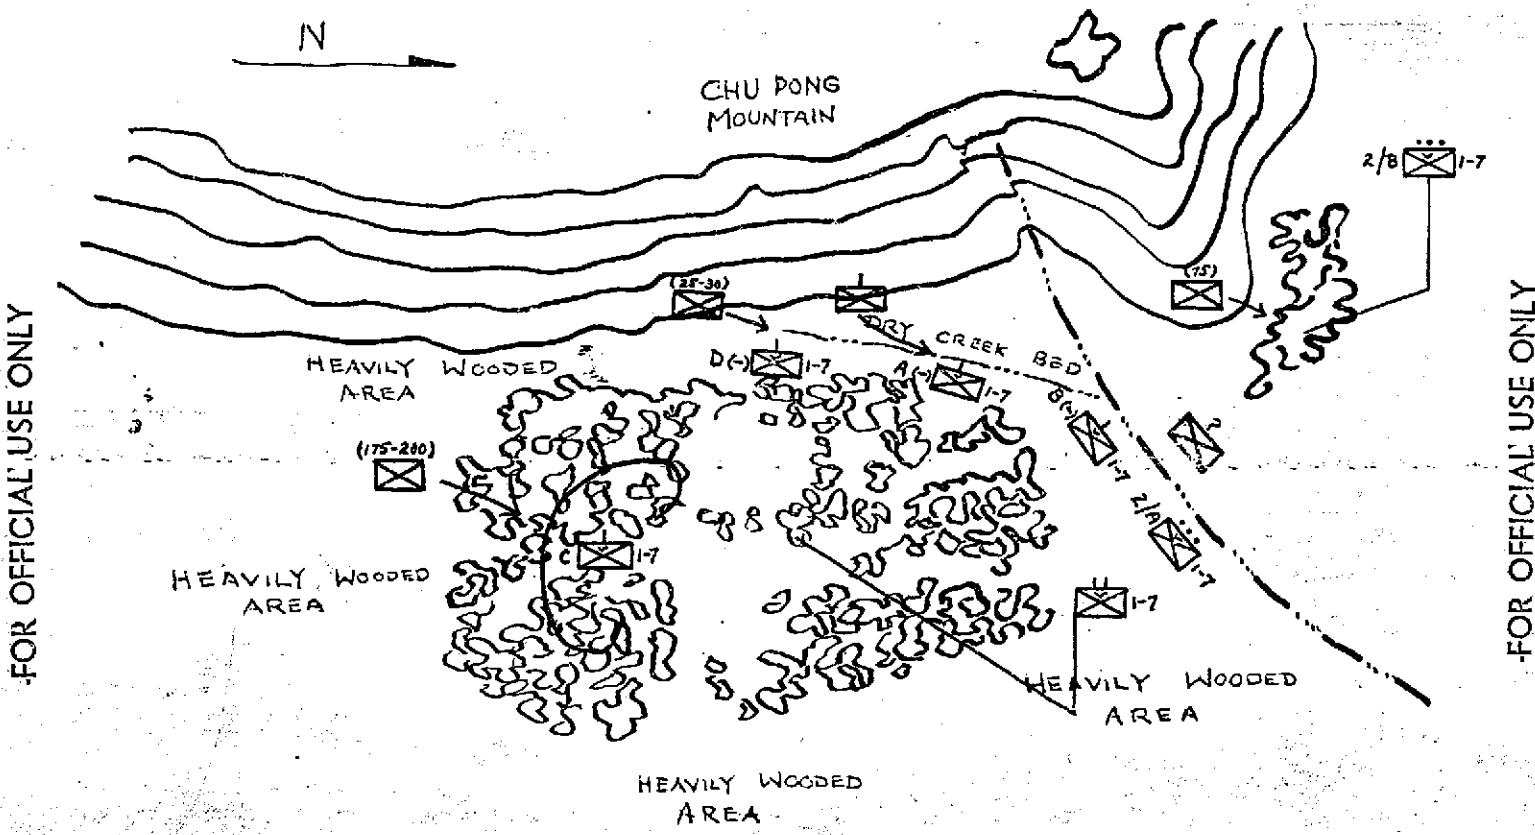 N
CHU PONG
MOUNTAIN
2/B 1-7
(25-30)
(75)
DRY CREEK BED
HEAVILY WOODED
AREA
D(-) 1-7
A(-) 1-7
B(-) 1-7
?
(175-200)
2/A 1-7
C 1-7
HEAVILY WOODED
AREA
1-7
HEAVILY WOODED
AREA
HEAVILY WOODED
AREA
FOR OFFICIAL USE ONLY
FOR OFFICIAL USE ONLY